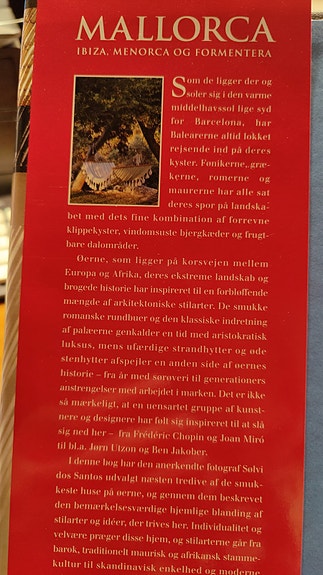 MALLORCA
IBIZA, MENORCA OG FORMENTERA
Som de ligger der og
soler sig i den varme
middelhavssol lige syd
for Barcelona, har
Balearerne altid lokket
rejsende ind på deres
kyster. Fønikerne, græ-
kerne, romerne og
maurerne har alle sat
deres spor på landska-
bet med dets fine kombination af forrevne
klippekyster, vindomsuste bjergkæder og frugt-
bare dalområder.
Øerne, som ligger på korsvejen mellem
Europa og Afrika, deres ekstreme landskab og
brogede historie har inspireret til en forbløffende
mængde af arkitektoniske stilarter. De smukke
romanske rundbuer og den klassiske indretning
af palæerne genkalder en tid med aristokratisk
luksus, mens ufærdige strandhytter og øde
stenhytter afspejler en anden side af øernes
historie – fra år med sørøveri til generationers
anstrengelser med arbejdet i marken. Det er ikke
så mærkeligt, at en uensartet gruppe af kunst-
nere og designere har følt sig inspireret til at slå
sig ned her – fra Frédéric Chopin og Joan Miró
til bl.a. Jørn Utzon og Ben Jakober.
I denne bog har den anerkendte fotograf Sølvi
dos Santos udvalgt næsten tredive af de smuk-
keste huse på øerne, og gennem dem beskrevet
den bemærkelsesværdige hjemlige blanding af
stilarter og idéer, der trives her. Individualitet og
velvære præger disse hjem, og stilarterne går fra
barok, traditionelt maurisk og afrikansk stamme-
kultur til skandinavisk enkelhed og moderne